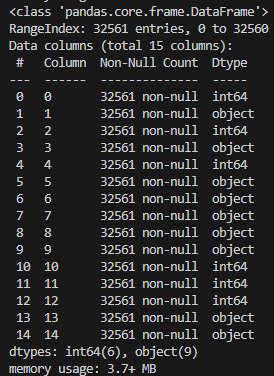 <class 'pandas.core.frame.DataFrame'>
RangeIndex: 32561 entries, 0 to 32560
Data columns (total 15 columns):
 #   Column  Non-Null Count  Dtype
---  ------  --------------  -----
 0   0       32561 non-null  int64
 1   1       32561 non-null  object
 2   2       32561 non-null  int64
 3   3       32561 non-null  object
 4   4       32561 non-null  int64
 5   5       32561 non-null  object
 6   6       32561 non-null  object
 7   7       32561 non-null  object
 8   8       32561 non-null  object
 9   9       32561 non-null  object
 10  10      32561 non-null  int64
 11  11      32561 non-null  int64
 12  12      32561 non-null  int64
 13  13      32561 non-null  object
 14  14      32561 non-null  object
dtypes: int64(6), object(9)
memory usage: 3.7+ MB